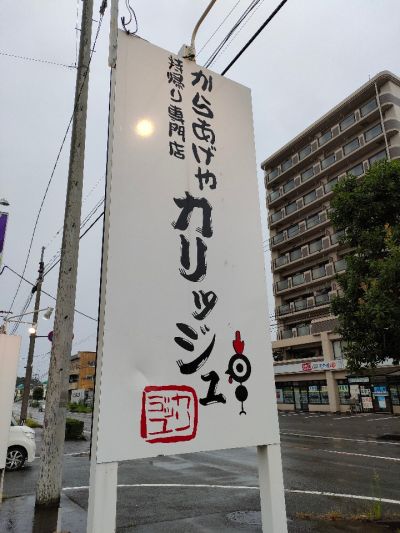 からあげや
カリッジュ
持帰り専門店